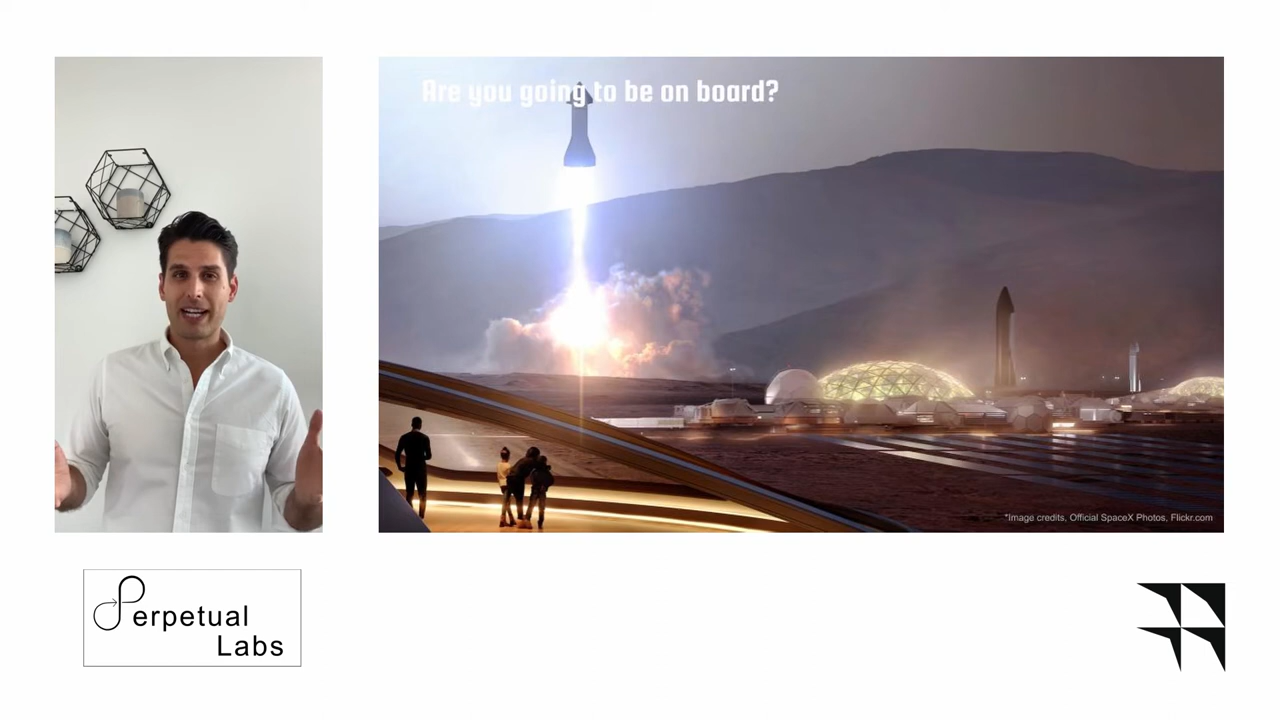 Are you going to be on board?
*Image credits, Official SpaceX Photos, Flickr.com
Perpetual
Labs